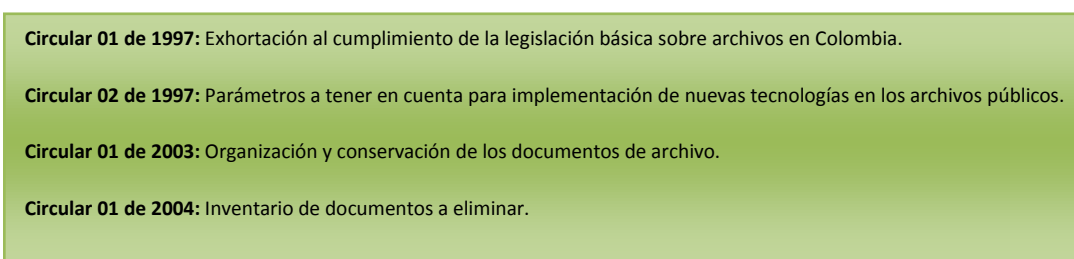 Circular 01 de 1997: Exhortación al cumplimiento de la legislación básica sobre archivos en Colombia.
Circular 02 de 1997: Parámetros a tener en cuenta para implementación de nuevas tecnologías en los archivos públicos.
Circular 01 de 2003: Organización y conservación de los documentos de archivo.
Circular 01 de 2004: Inventario de documentos a eliminar.